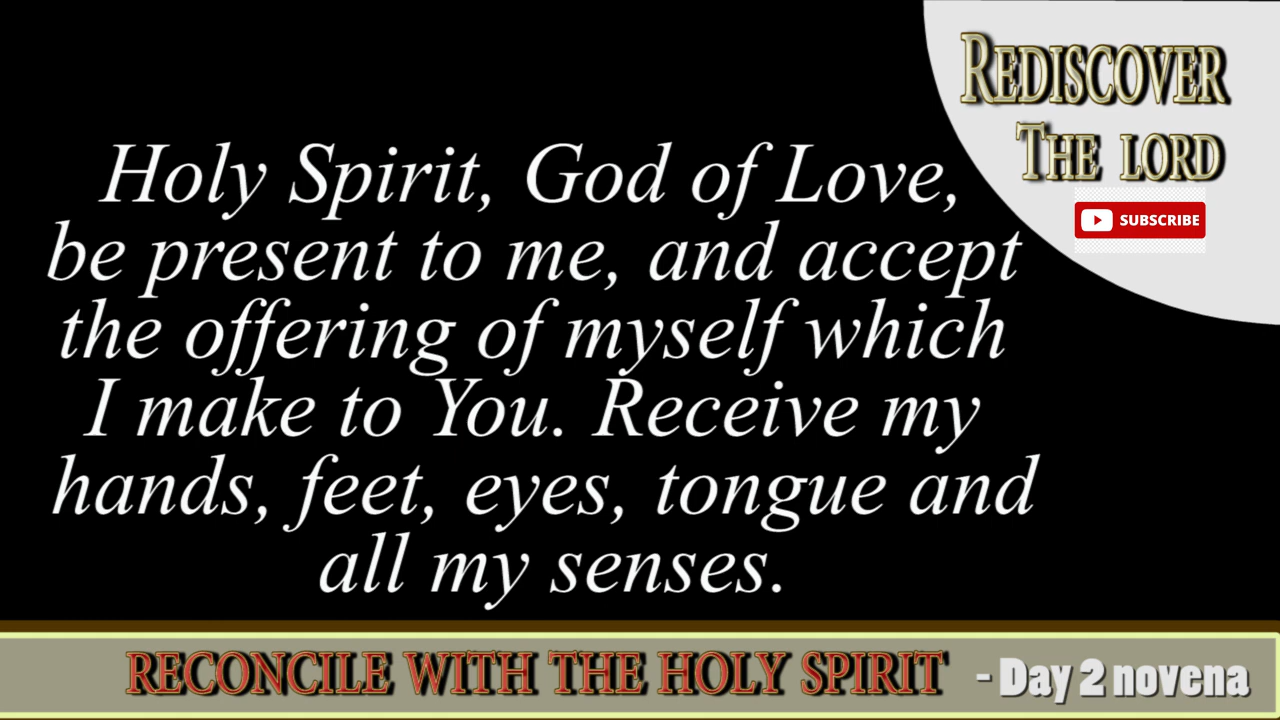 REDISCOVER
THE LORD
SUBSCRIBE
Holy Spirit, God of Love,
be present to me, and accept
the offering of myself which
I make to You. Receive my
hands, feet, eyes, tongue and
all my senses.
RECONCILE WITH THE HOLY SPIRIT - Day 2 novena